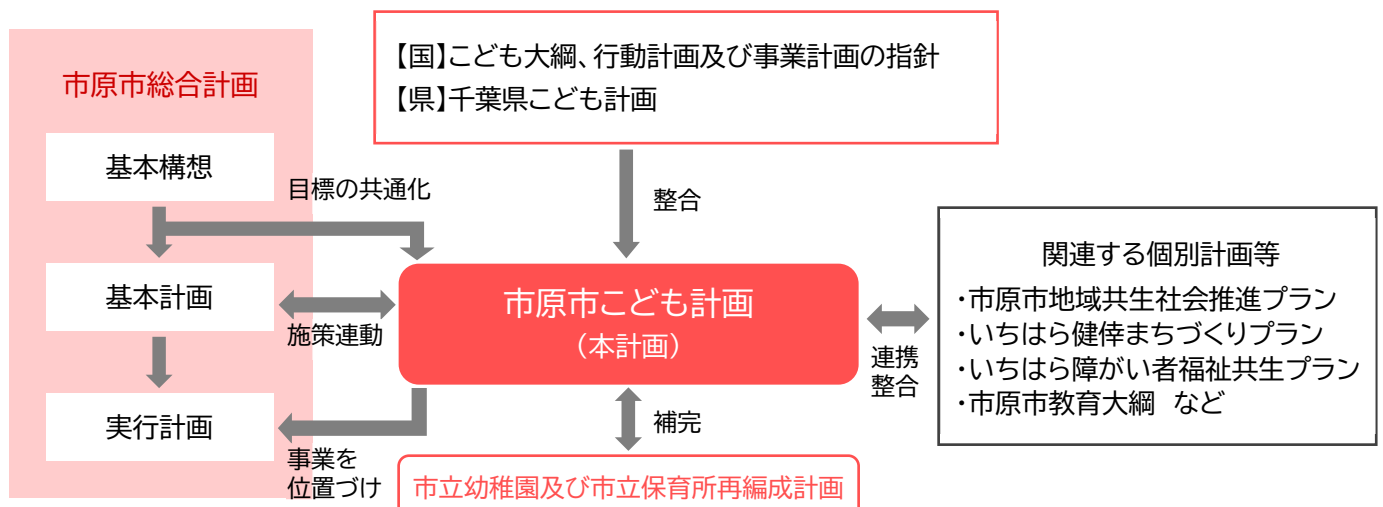 【国】こども大綱、行動計画及び事業計画の指針
【県】千葉県こども計画
市原市総合計画
基本構想
目標の共通化
整合
基本計画
施策連動
市原市こども計画
（本計画）
連携
整合
関連する個別計画等
・市原市地域共生社会推進プラン
・いちはら健倖まちづくりプラン
・いちはら障がい者福祉共生プラン
・市原市教育大綱　など
実行計画
事業を
位置づけ
補完
市立幼稚園及び市立保育所再編成計画